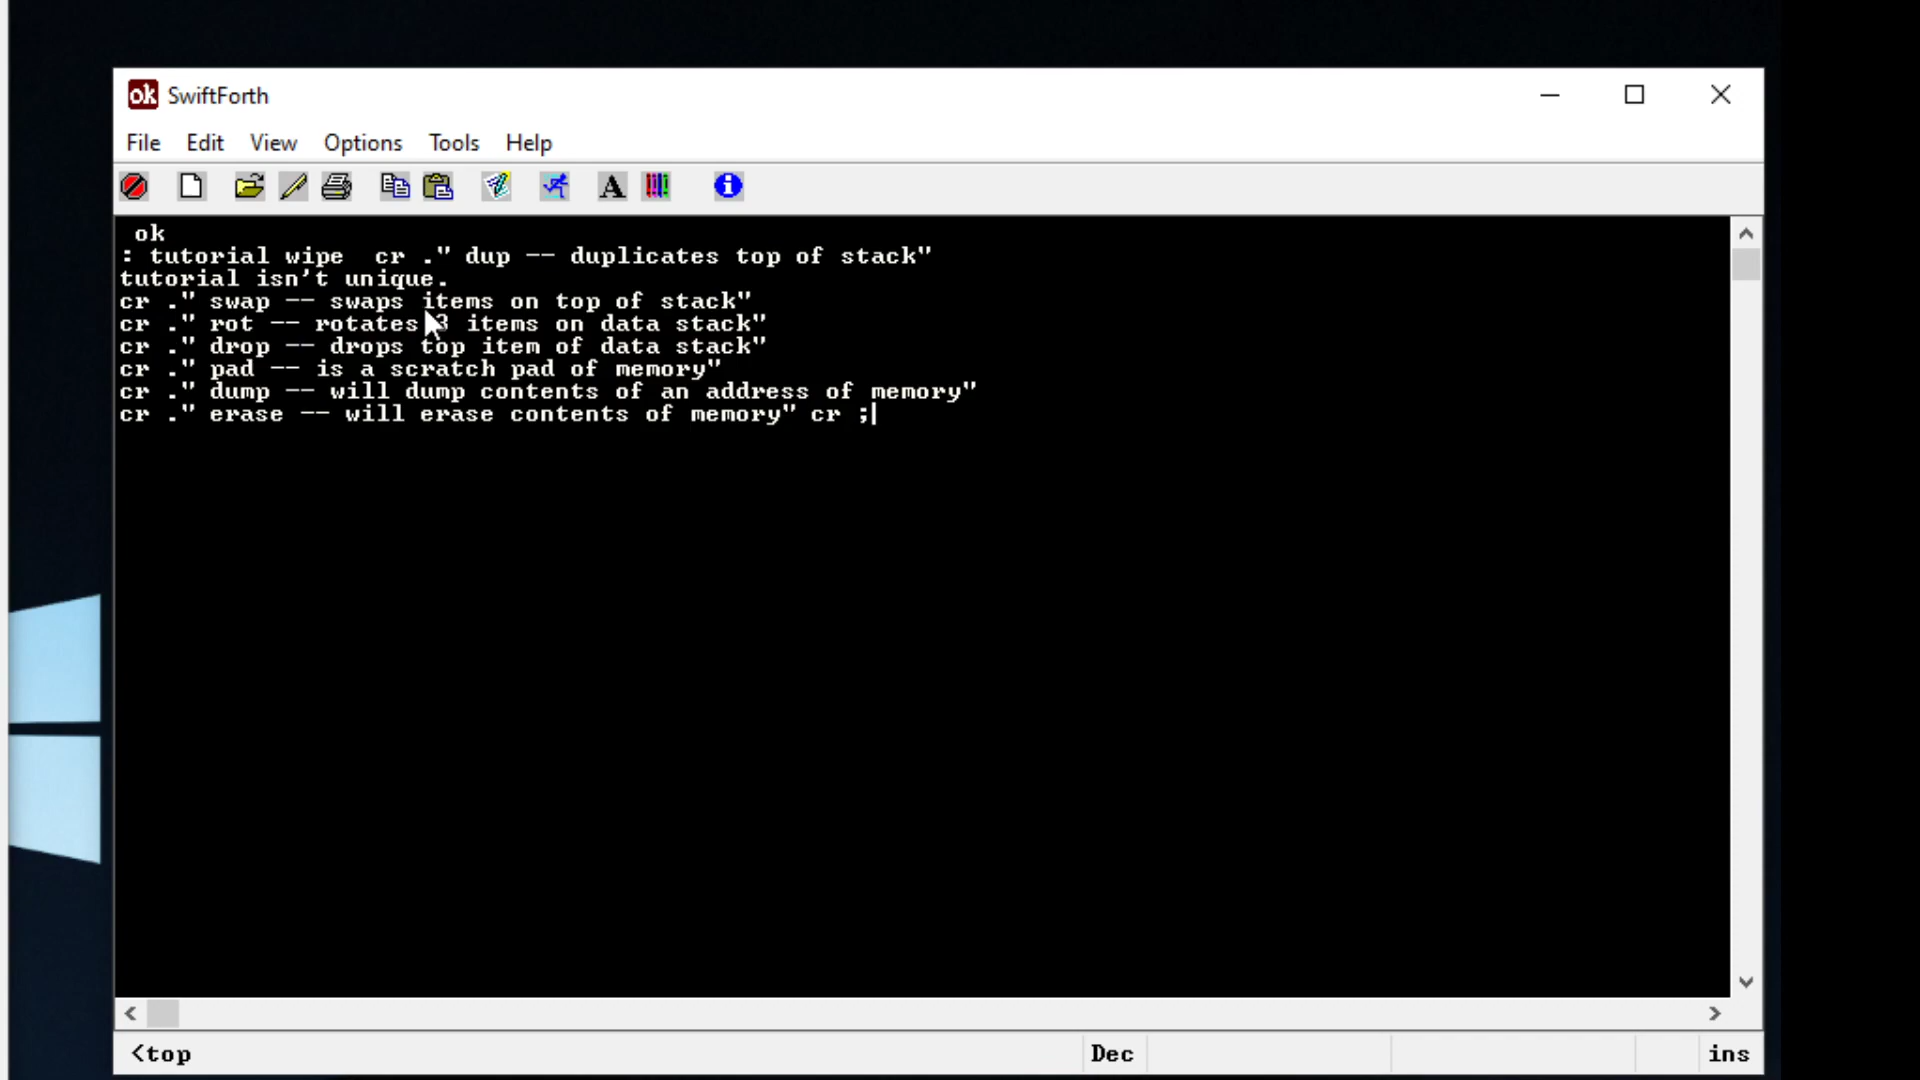 ok SwiftForth
File Edit View Options Tools Help
ok
: tutorial wipe  cr ." dup -- duplicates top of stack"
tutorial isn't unique.
cr ." swap -- swaps items on top of stack"
cr ." rot -- rotates 3 items on data stack"
cr ." drop -- drops top item of data stack"
cr ." pad -- is a scratch pad of memory"
cr ." dump -- will dump contents of an address of memory"
cr ." erase -- will erase contents of memory" cr ;
<top Dec ins